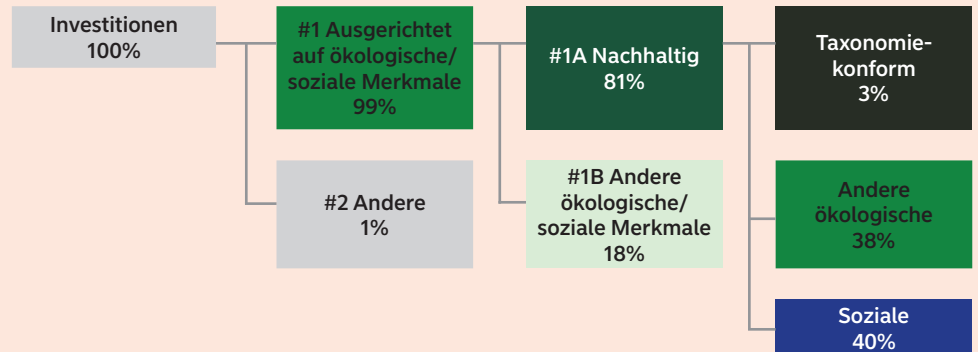 Investitionen
100%
#1 Ausgerichtet
auf ökologische/
soziale Merkmale
99%
#1A Nachhaltig
81%
Taxonomie-
konform
3%
#2 Andere
1%
#1B Andere
ökologische/
soziale Merkmale
18%
Andere
ökologische
38%
Soziale
40%